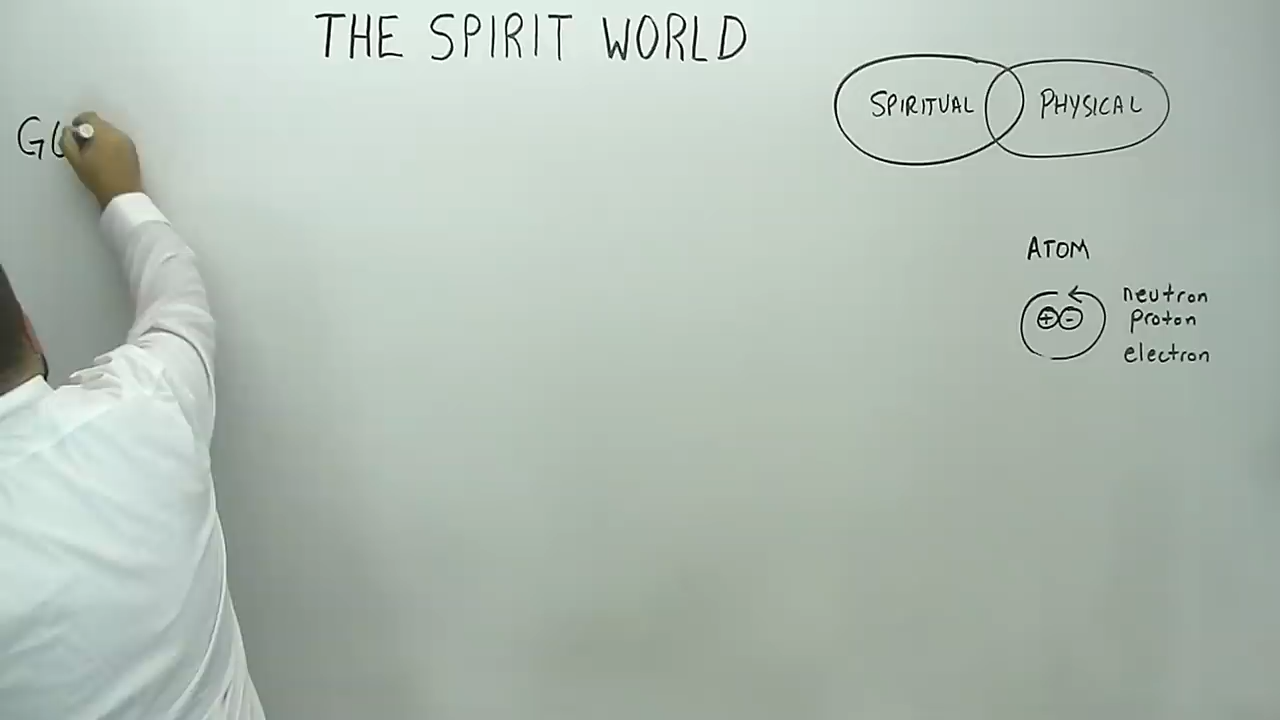 THE SPIRIT WORLD
SPIRITUAL PHYSICAL
G
ATOM
neutron
+ - proton
electron